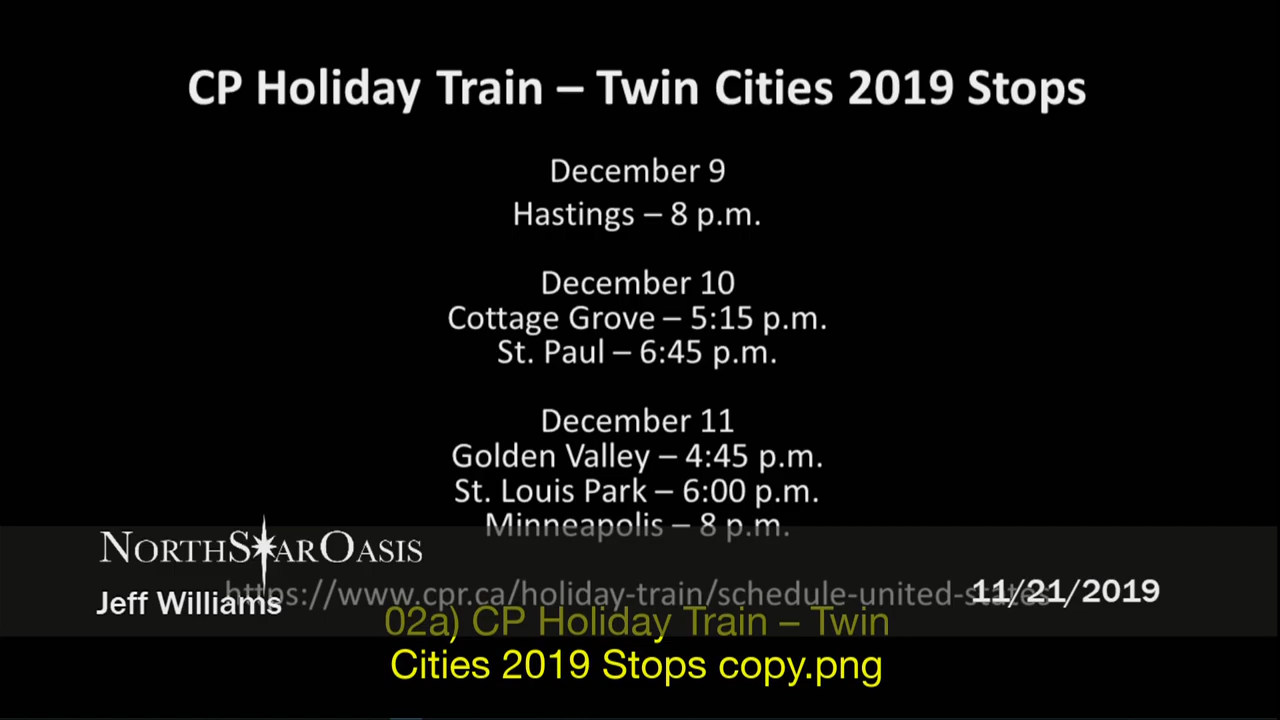 CP Holiday Train – Twin Cities 2019 Stops
December 9
Hastings – 8 p.m.
December 10
Cottage Grove – 5:15 p.m.
St. Paul – 6:45 p.m.
December 11
Golden Valley – 4:45 p.m.
St. Louis Park – 6:00 p.m.
Minneapolis – 8 p.m.
NORTHSTAROASIS
https://www.cpr.ca/holiday-train/schedule-united-states
Jeff Williams
11/21/2019
02a) CP Holiday Train – Twin
Cities 2019 Stops copy.png